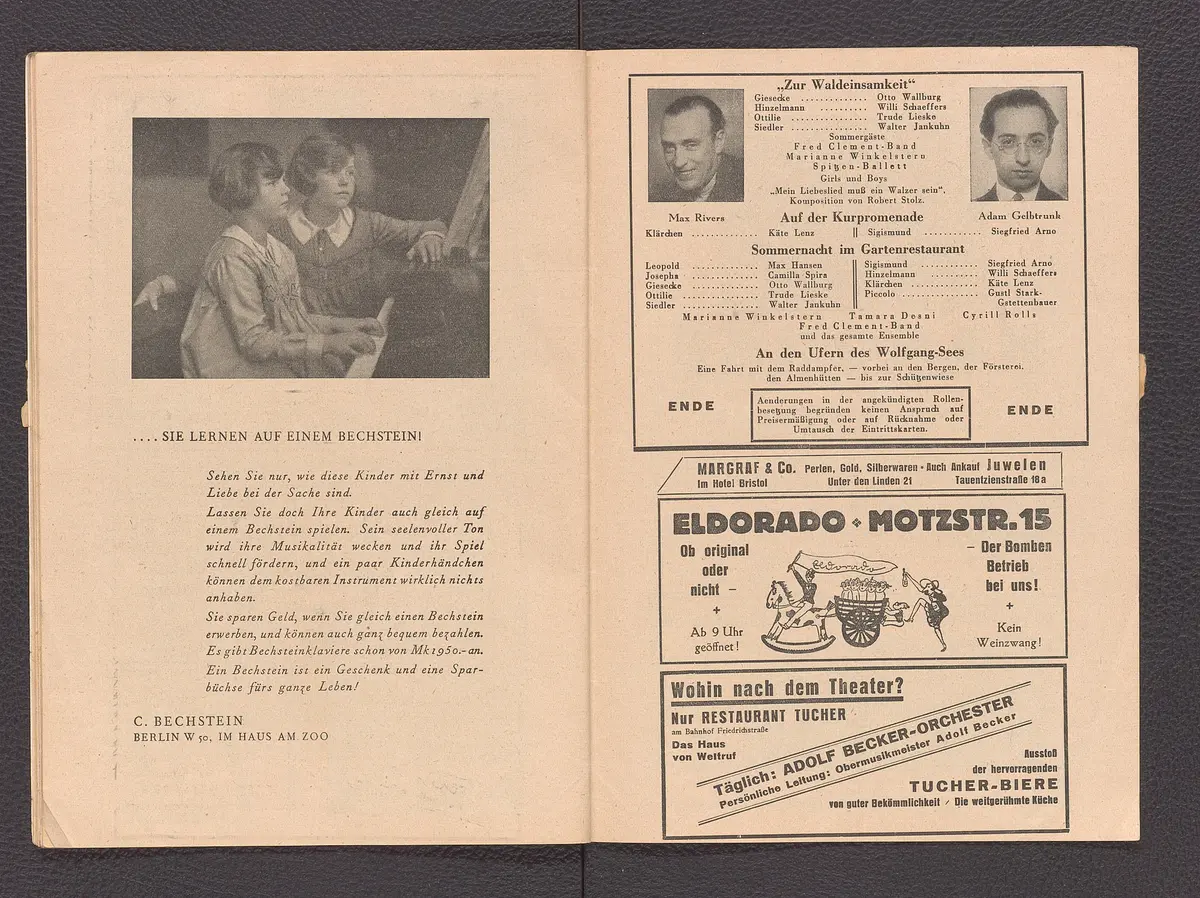 .... SIE LERNEN AUF EINEM BECHSTEIN!
Sehen Sie nur, wie diese Kinder mit Ernst und
Liebe bei der Sache sind.
Lassen Sie doch Ihre Kinder auch gleich auf
einem Bechstein spielen. Sein seelenvoller Ton
wird ihre Musikalität wecken und ihr Spiel
schnell fördern, und ein paar Kinderhändchen
können dem kostbaren Instrument wirklich nichts
anhaben.
Sie sparen Geld, wenn Sie gleich einen Bechstein
erwerben, und können auch ganz bequem bezahlen.
Es gibt Bechsteinklaviere schon von Mk 1950.- an.
Ein Bechstein ist ein Geschenk und eine Spar-
büchse fürs ganze Leben!
C. BECHSTEIN
BERLIN W 50, IM HAUS AM ZOO
„Zur Waldeinsamkeit“
Giesecke .............. Otto Wallburg
Hinzelmann .......... Willi Schaeffers
Ottilie ................ Trude Lieske
Siedler ................ Walter Jankuhn
Sommergäste
Fred Clement-Band
Marianne Winkelstern
Spitzen-Ballett
Girls und Boys
„Mein Liebeslied muß ein Walzer sein“,
Komposition von Robert Stolz.
Max Rivers
Adam Gelbtrunk
Auf der Kurpromenade
Klärchen .............. Käte Lenz || Sigismund ............ Siegfried Arno
Sommernacht im Gartenrestaurant
Leopold .............. Max Hansen
Josepha .............. Camilla Spira
Giesecke .............. Otto Wallburg
Ottilie ................ Trude Lieske
Siedler ................ Walter Jankuhn
Sigismund ............ Siegfried Arno
Hinzelmann .......... Willi Schaeffers
Klärchen .............. Käte Lenz
Piccolo .............. Gustl Stark-
Gstettenbauer
Marianne Winkelstern Tamara Desni Cyrill Rolls
Fred Clement-Band
und das gesamte Ensemble
An den Ufern des Wolfgang-Sees
Eine Fahrt mit dem Raddampfer, — vorbei an den Bergen, der Försterei,
den Almenhütten — bis zur Schützenwiese
ENDE
Aenderungen in der angekündigten Rollen-
besetzung begründen keinen Anspruch auf
Preisermäßigung oder auf Rücknahme oder
Umtausch der Eintrittskarten.
ENDE
MARGRAF & Co. Perlen, Gold, Silberwaren • Auch Ankauf Juwelen
Im Hotel Bristol Unter den Linden 21 Tauentzienstraße 18a
ELDORADO ❖ MOTZSTR. 15
Ob original
oder
nicht –
+
Ab 9 Uhr
geöffnet!
Eldorado
– Der Bomben
Betrieb
bei uns!
+
Kein
Weinzwang!
Wohin nach dem Theater?
Nur RESTAURANT TUCHER
am Bahnhof Friedrichstraße
Das Haus
von Weltruf
Täglich: ADOLF BECKER-ORCHESTER
Persönliche Leitung: Obermusikmeister Adolf Becker
Ausstoß
der hervorragenden
TUCHER-BIERE
von guter Bekömmlichkeit / Die weitgerühmte Küche